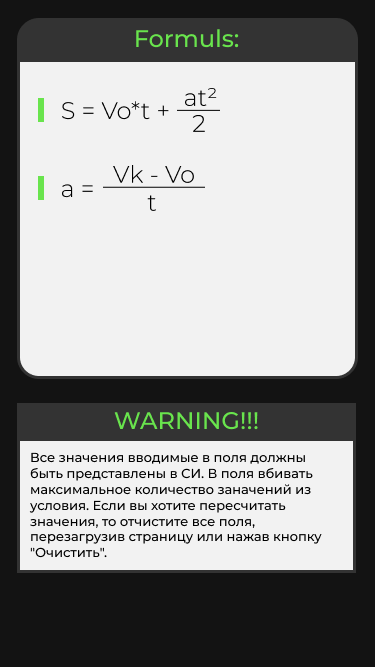 Formuls:
S = Vo*t + at²/2
a = Vk - Vo/t
WARNING!!!
Все значения вводимые в поля должны
быть представлены в СИ. В поля вбивать
максимальное количество заначений из
условия. Если вы хотите пересчитать
значения, то отчистите все поля,
перезагрузив страницу или нажав кнопку
"Очистить".